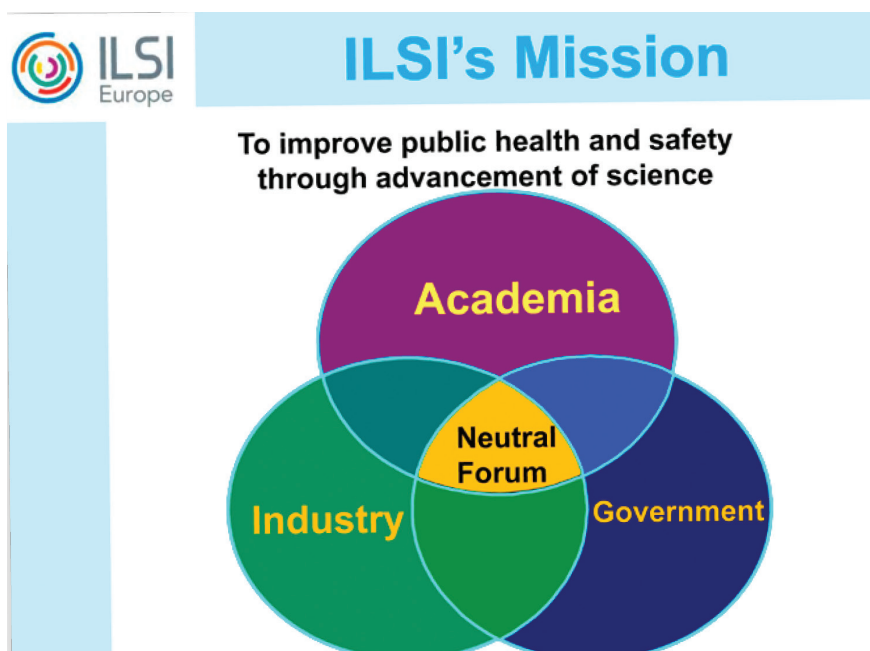 ILSI
Europe
ILSI's Mission
To improve public health and safety
through advancement of science
Academia
Neutral
Forum
Industry
Government